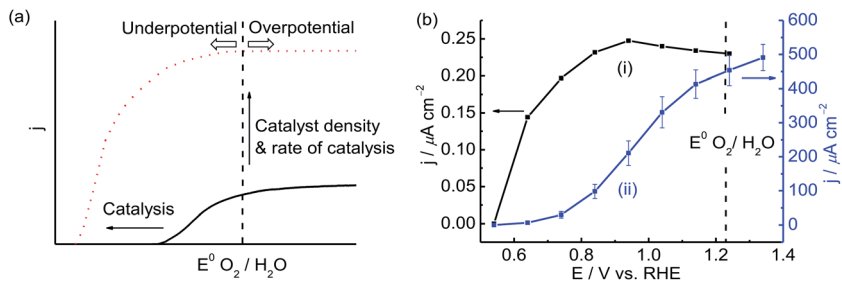 (a)
Underpotential
Overpotential
j
Catalyst density
& rate of catalysis
Catalysis
E⁰ O₂ / H₂O
(b)
0.25
0.20
0.15
0.10
0.05
0.00
j / μA cm⁻²
(i)
(ii)
E⁰ O₂/ H₂O
600
500
400
300
200
100
0
j / μA cm⁻²
0.6
0.8
1.0
1.2
1.4
E / V vs. RHE